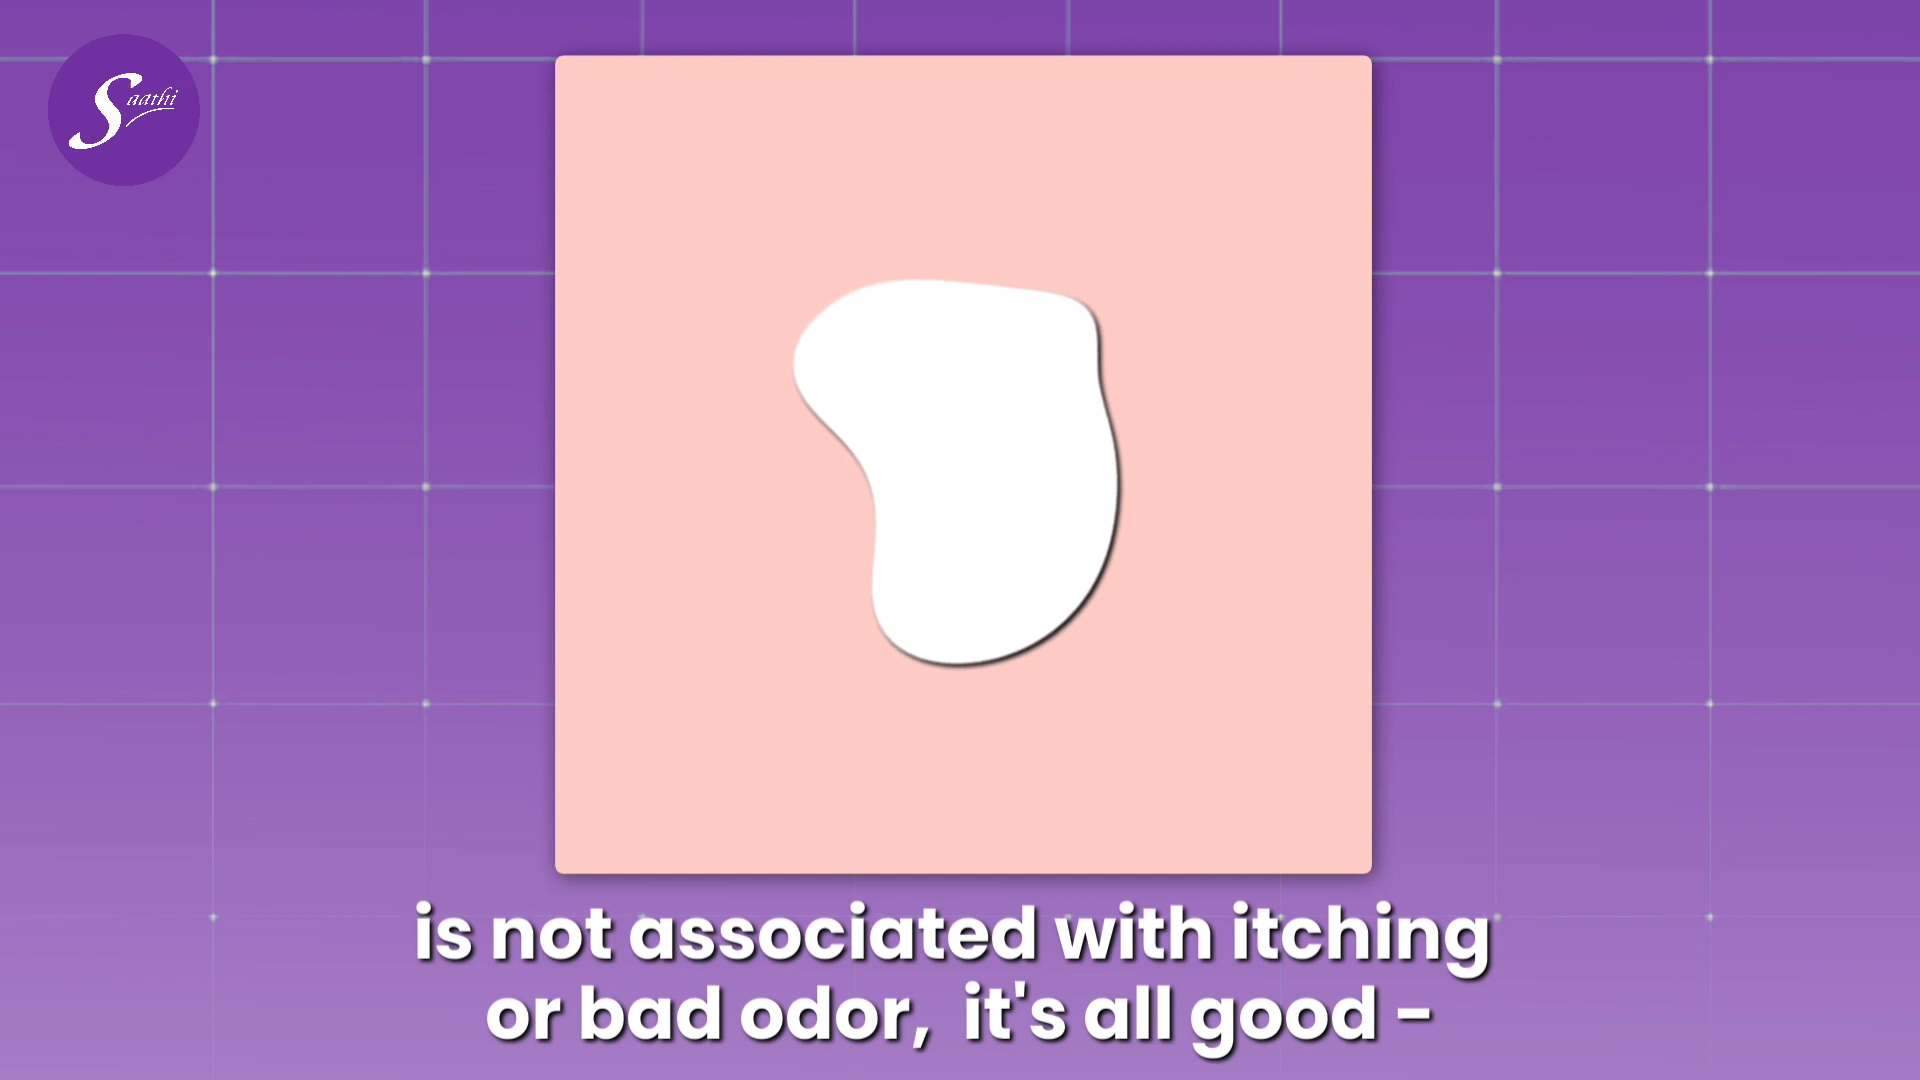 Saathi
is not associated with itching
or bad odor,  it's all good -